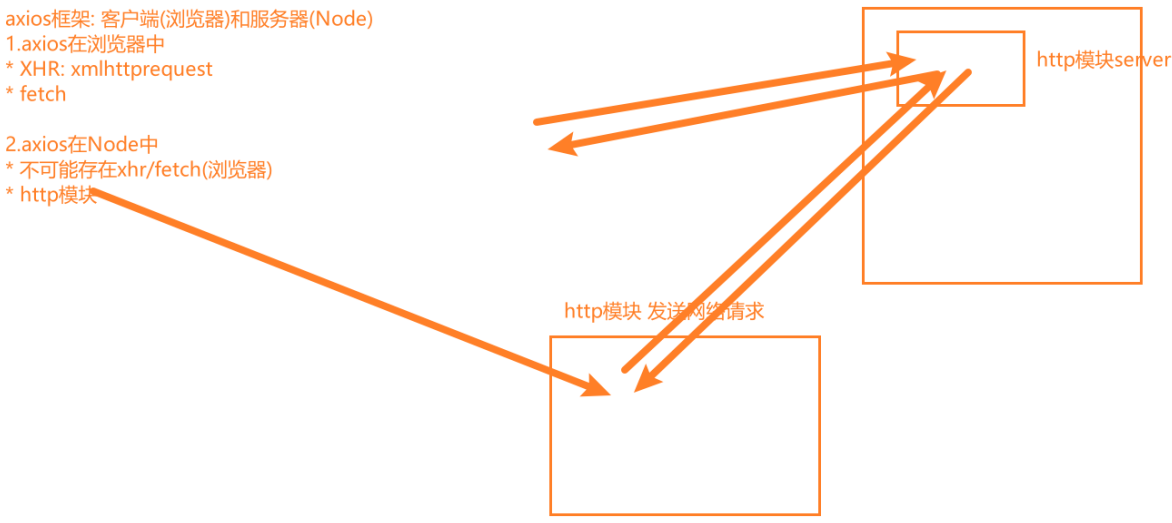 axios框架: 客户端(浏览器)和服务器(Node)
1.axios在浏览器中
* XHR: xmlhttprequest
* fetch
2.axios在Node中
* 不可能存在xhr/fetch(浏览器)
* http模块
http模块server
http模块 发送网络请求